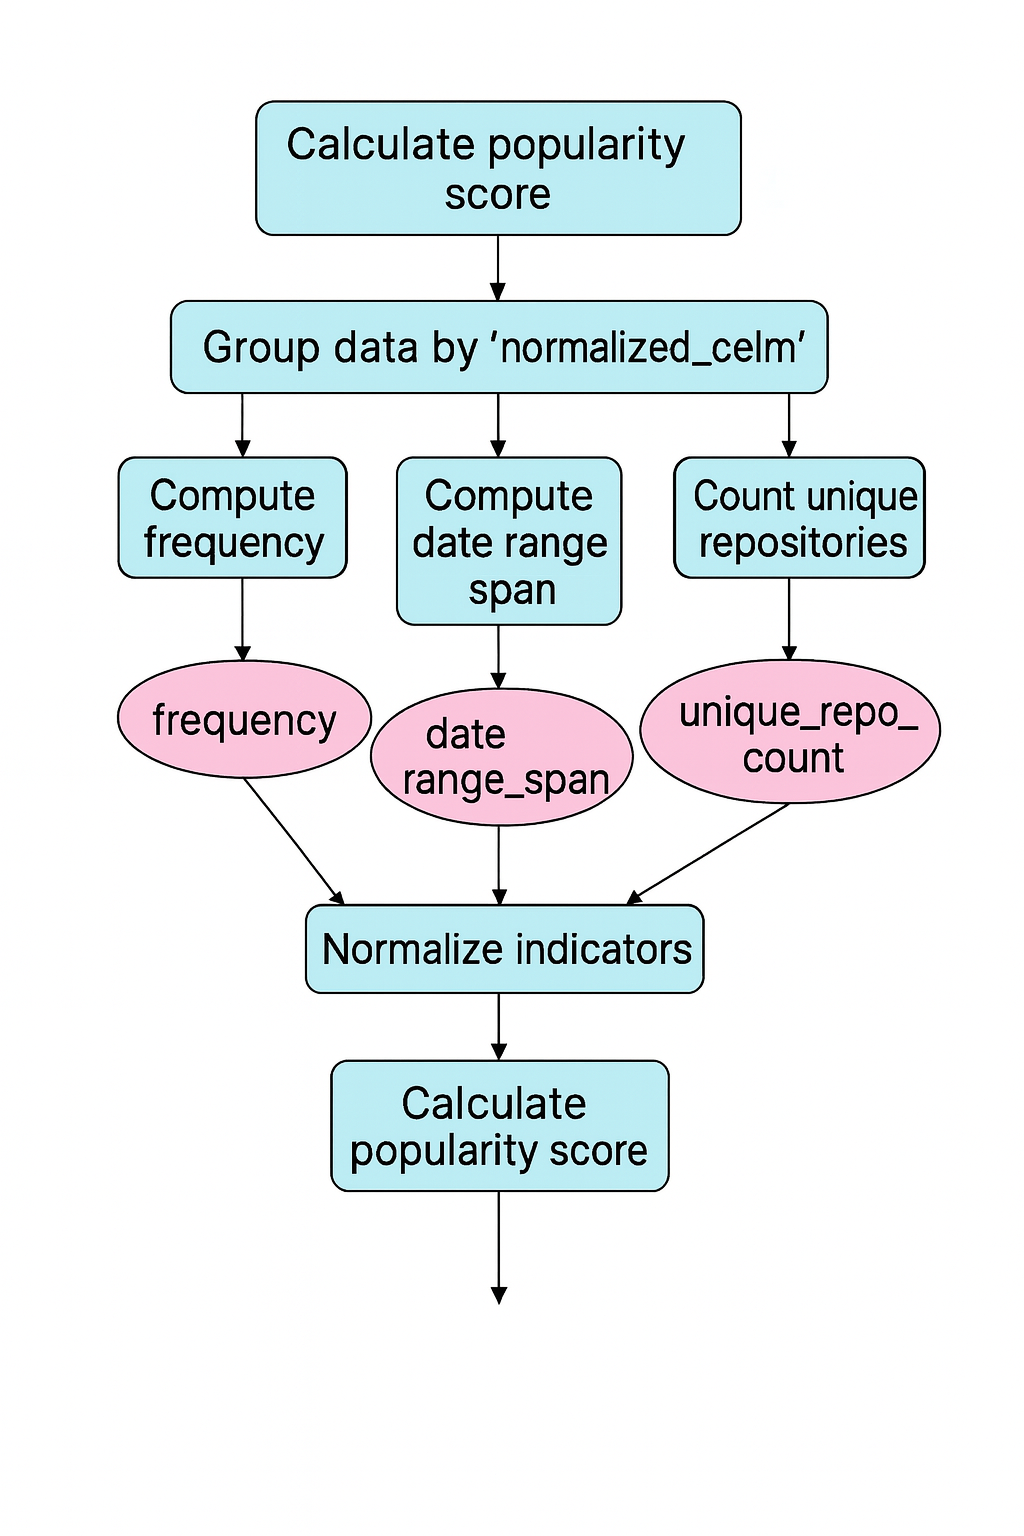 Calculate popularity
score
Group data by ‘normalized_celm’
Compute
frequency
Compute
date range
span
Count unique
repositories
frequency
date
range_span
unique_repo_
count
Normalize indicators
Calculate
popularity score